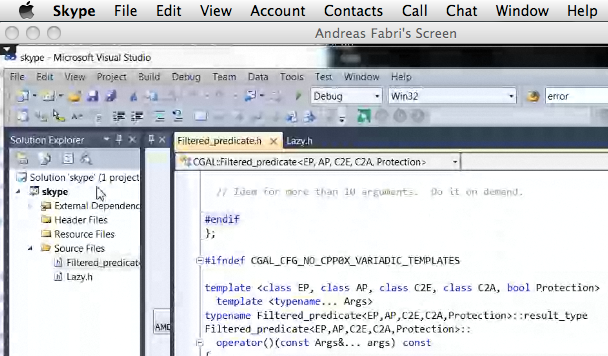 Skype File Edit View Account Contacts Call Chat Window Help
Andreas Fabri's Screen
skype - Microsoft Visual Studio
File Edit View Project Build Debug Team Data Tools Test Window Help
Debug Win32 error
Solution Explorer
Filtered_predicate.h Lazy.h
CGAL::Filtered_predicate<EP, AP, C2E, C2A, Protection>
Solution 'skype' (1 project
skype
External Dependenc
Header Files
Resource Files
Source Files
Filtered_predicate
Lazy.h
// Idem for more than 10 arguments. Do it on demand.
#endif
};
#ifndef CGAL_CFG_NO_CPP0X_VARIADIC_TEMPLATES
template <class EP, class AP, class C2E, class C2A, bool Protection>
template <typename... Args>
typename Filtered_predicate<EP,AP,C2E,C2A,Protection>::result_type
Filtered_predicate<EP,AP,C2E,C2A,Protection>::
operator()(const Args&... args) const
{